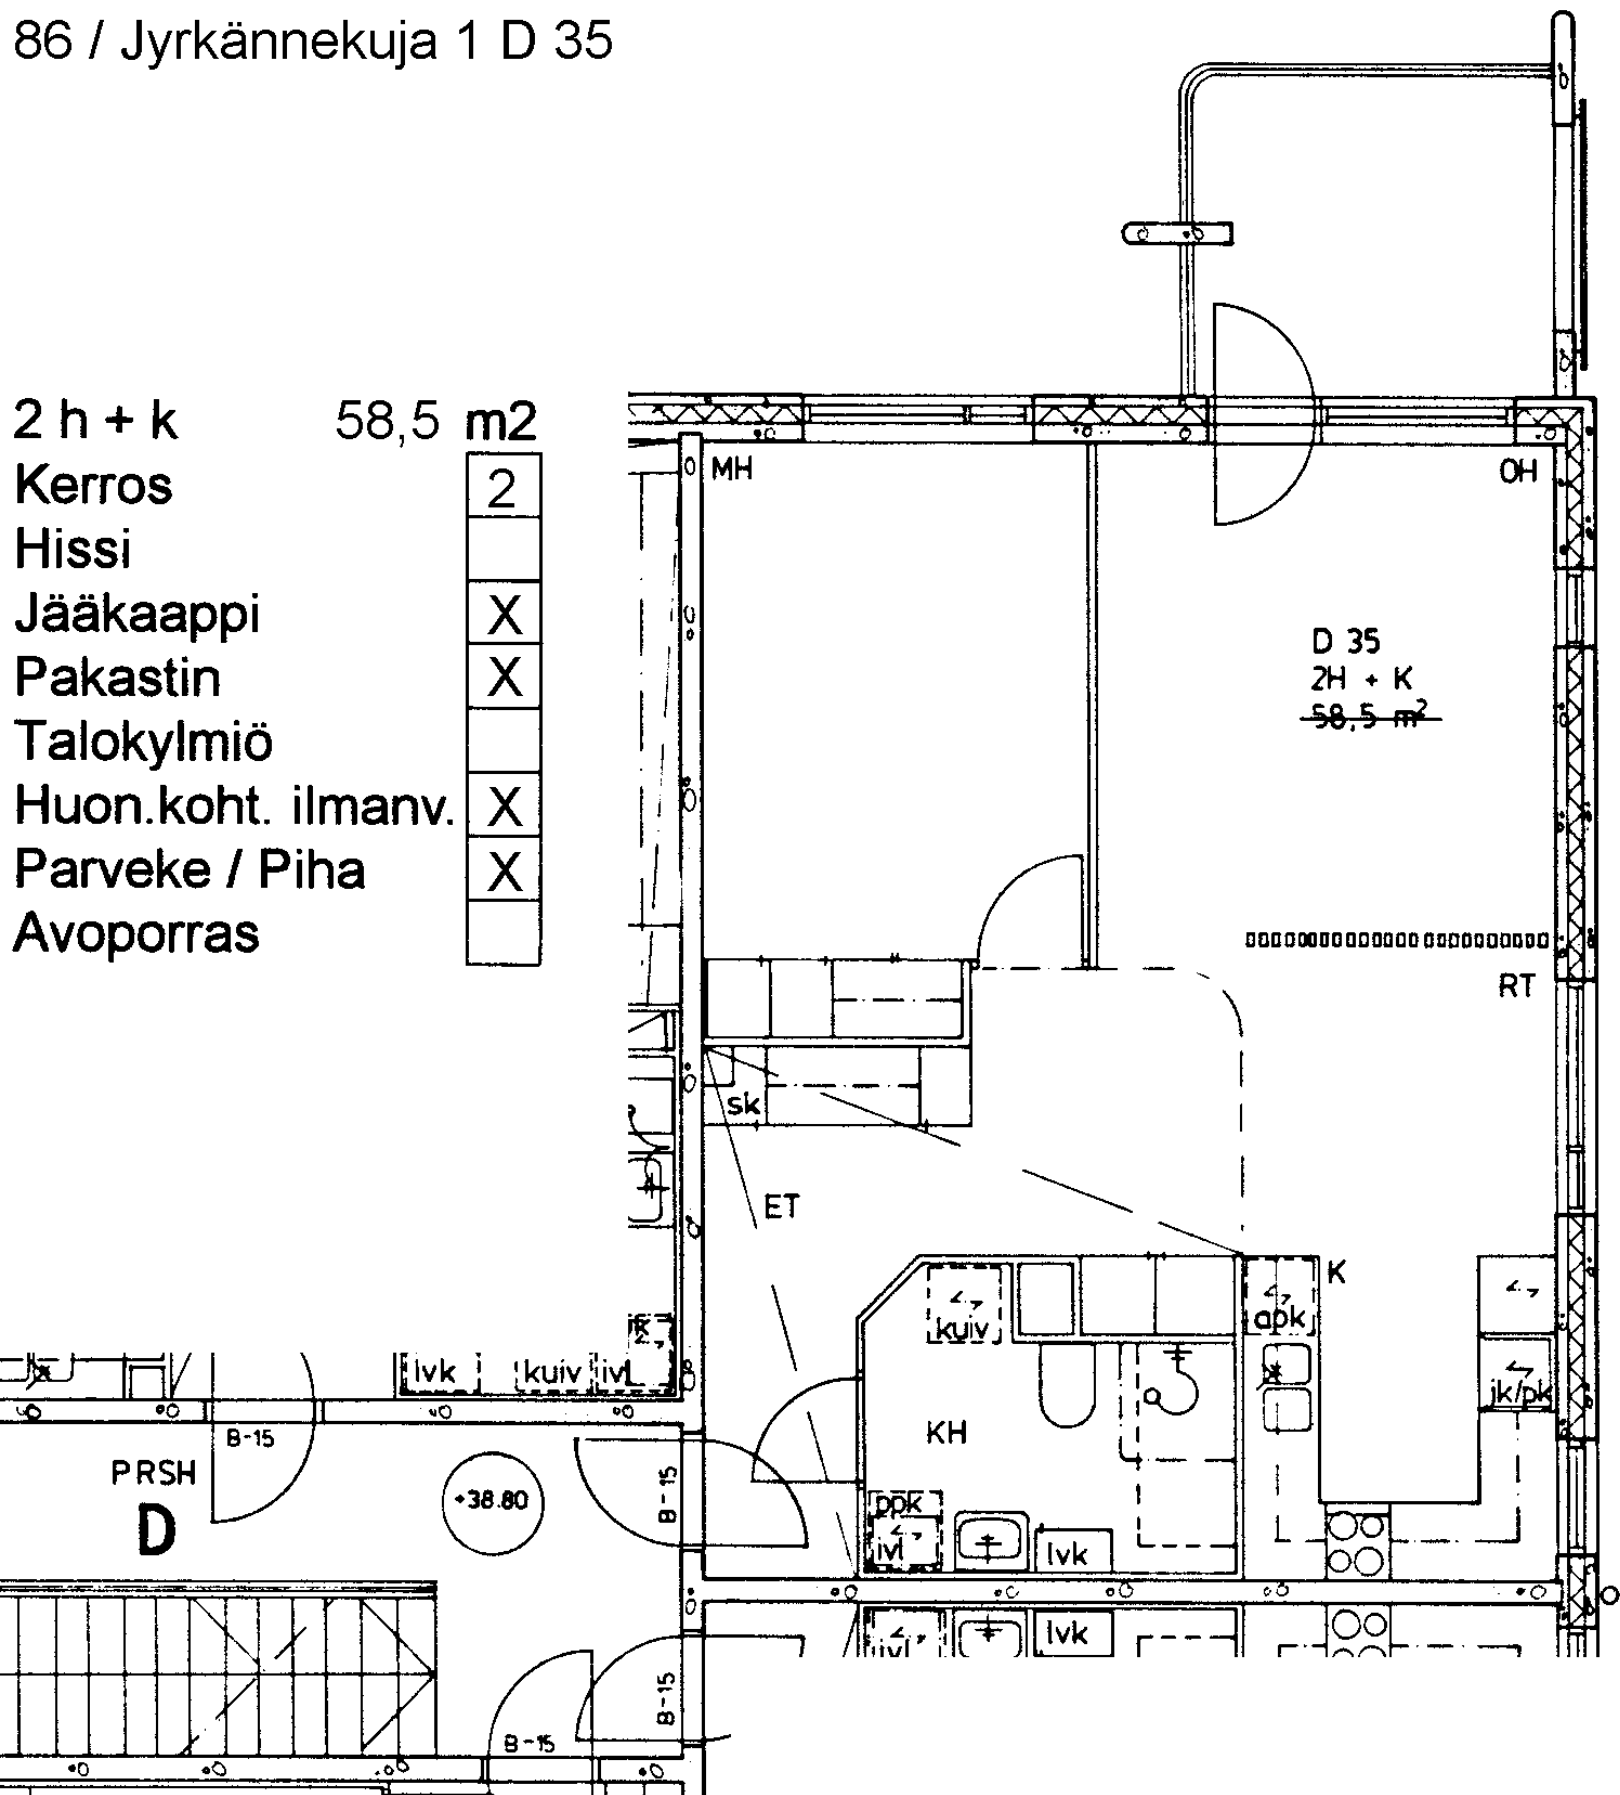 86 / Jyrkännekuja 1 D 35
2 h + k 58,5 m2
Kerros 2
Hissi
Jääkaappi X
Pakastin X
Talokylmiö
Huon.koht. ilmanv. X
Parveke / Piha X
Avoporras
MH
OH
D 35
2H + K
58,5 m²
RT
sk
ET
K
kuiv
apk
jk/pk
KH
ppk
ivl
lvk
lvk
kuiv
ivl
B-15
PRSH
D
+38.80
B-15
B-15
B-15
ivl
lvk